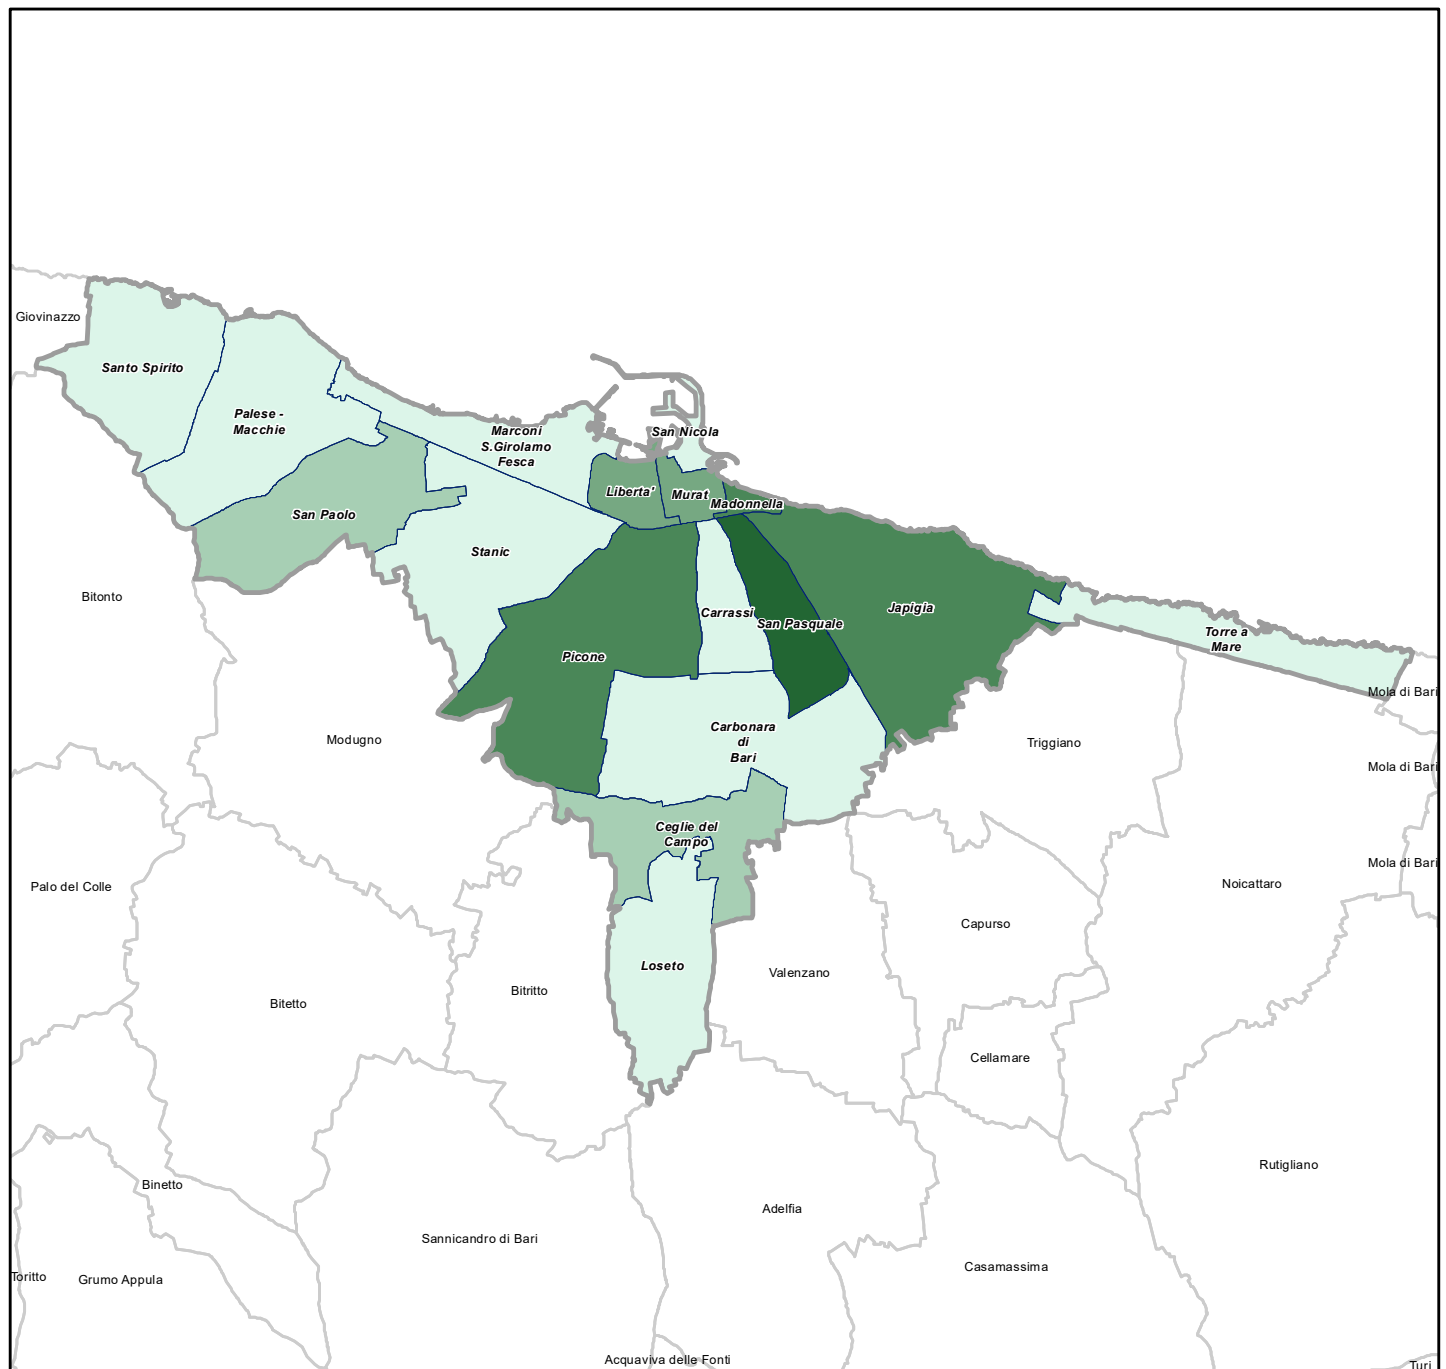 Giovinazzo
Santo Spirito
Palese -
Macchie
Marconi
S.Girolamo
Fesca
San Nicola
Liberta'
Murat
Madonnella
San Paolo
Stanic
Bitonto
Carrassi
San Pasquale
Japigia
Torre a
Mare
Picone
Mola di Bari
Modugno
Carbonara
di
Bari
Triggiano
Mola di Bari
Ceglie del
Campo
Mola di Bari
Palo del Colle
Noicattaro
Capurso
Loseto
Valenzano
Bitetto
Bitritto
Cellamare
Rutigliano
Binetto
Adelfia
Sannicandro di Bari
Casamassima
Toritto
Grumo Appula
Acquaviva delle Fonti
Turi